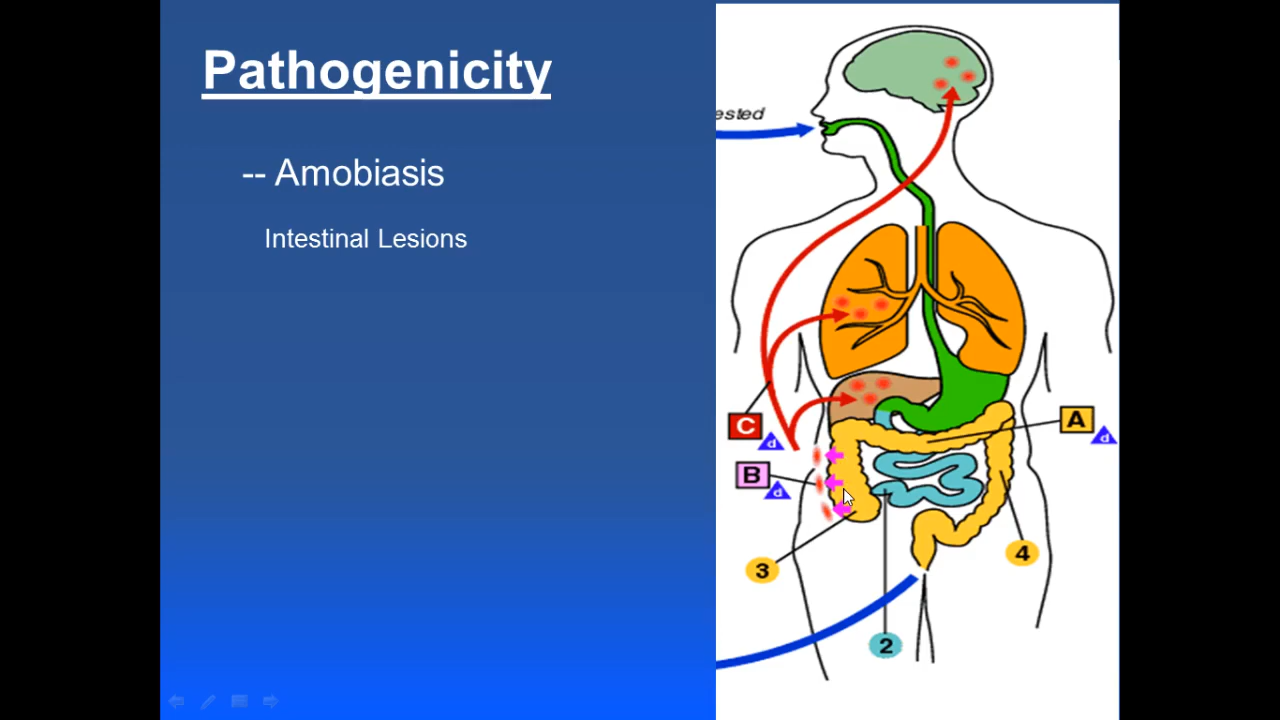 Pathogenicity
-- Amobiasis
Intestinal Lesions
ested
C
d
A
d
B
d
3
4
2